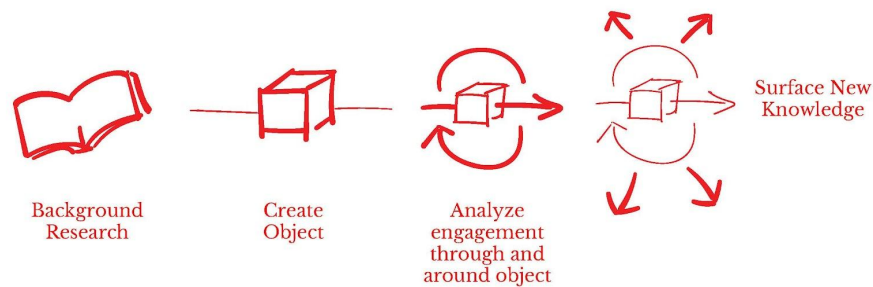 Background
Research
Create
Object
Analyze
engagement
through and
around object
Surface New
Knowledge